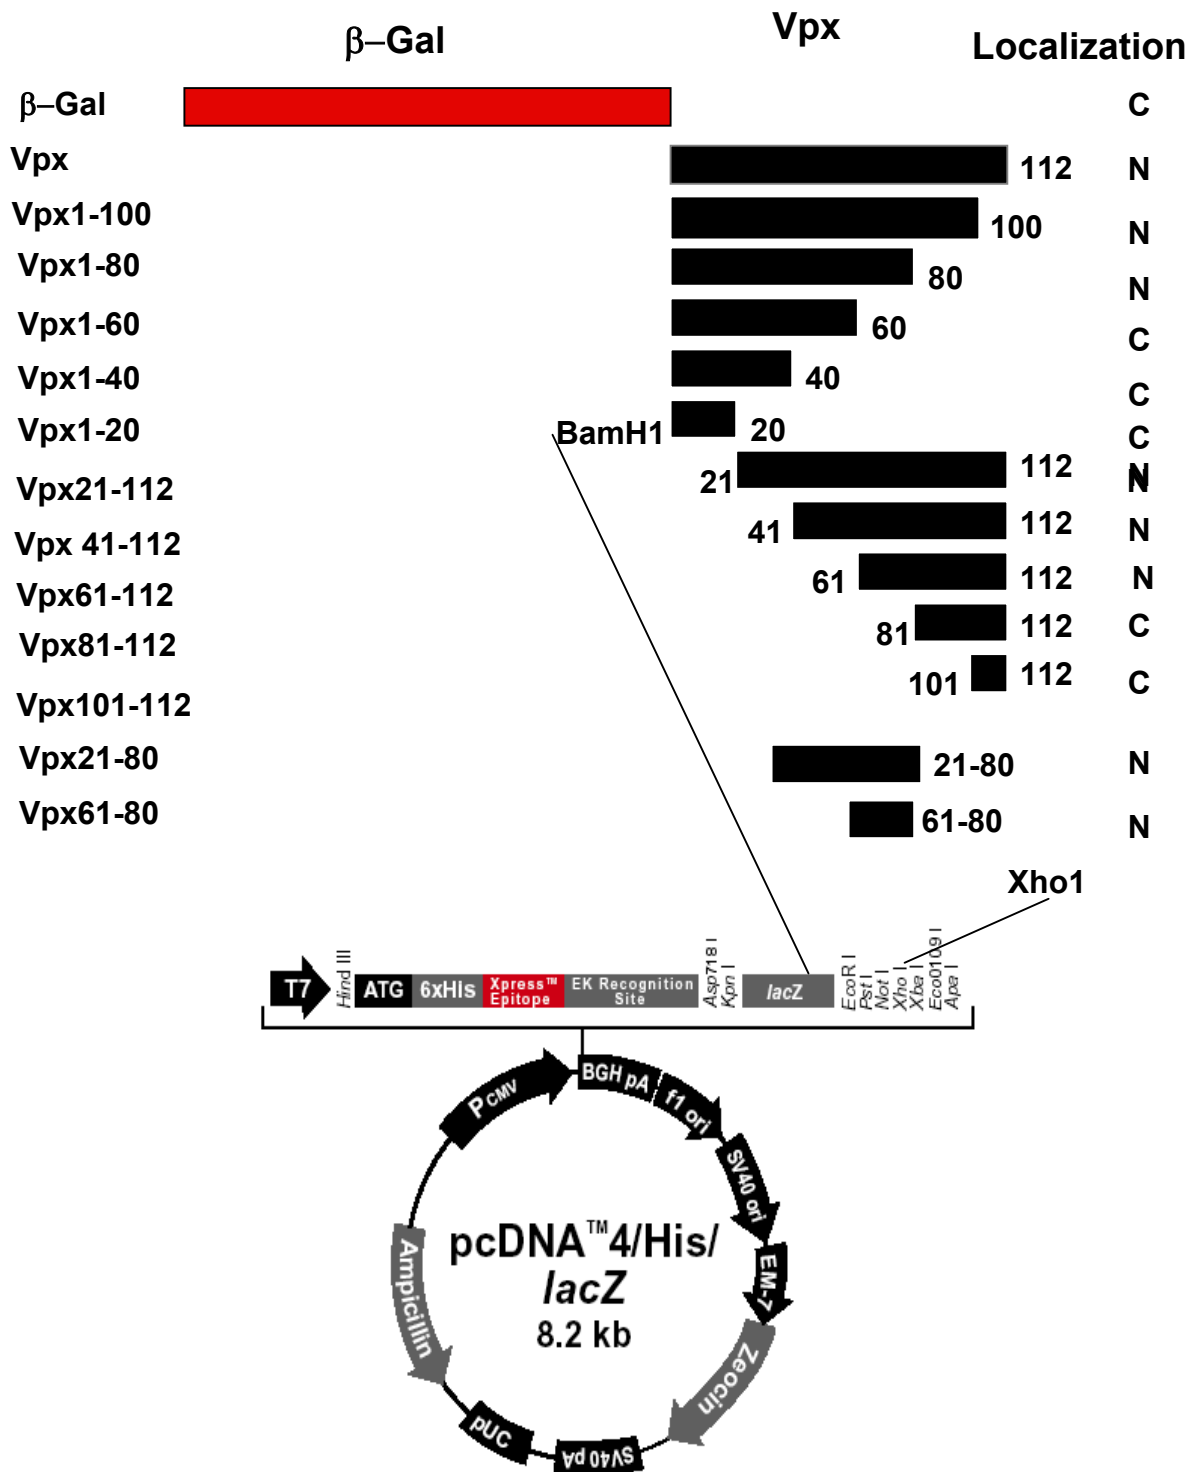 β–Gal Vpx Localization
β–Gal C
Vpx 112 N
Vpx1-100 100 N
Vpx1-80 80 N
Vpx1-60 60 C
Vpx1-40 40 C
Vpx1-20 BamH1 20 C
Vpx21-112 21 112 N N
Vpx 41-112 41 112 N
Vpx61-112 61 112 N
Vpx81-112 81 112 C
Vpx101-112 101 112 C
Vpx21-80 21-80 N
Vpx61-80 61-80 N
Xho1
T7
Hind III
ATG
6xHis
Xpress™
Epitope
EK Recognition
Site
Asp718 I
Kpn I
lacZ
EcoR I
Pst I
Not I
Xho I
Xba I
Eco0109 I
Apa I
PCMV
BGH pA
f1 ori
SV40 ori
EM-7
Zeocin
SV40 pA
pUC
Ampicillin
pcDNA™4/His/
lacZ
8.2 kb